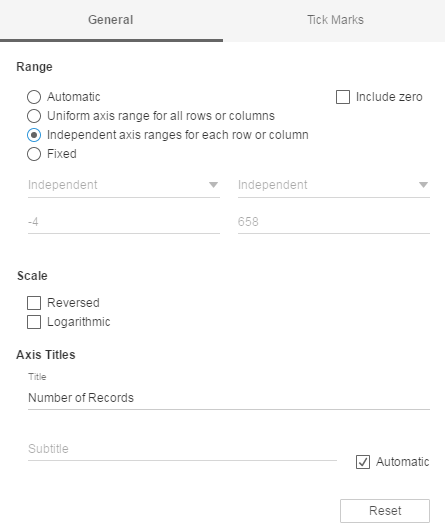 General Tick Marks
Range
Automatic Include zero
Uniform axis range for all rows or columns
Independent axis ranges for each row or column
Fixed
Independent Independent
-4 658
Scale
Reversed
Logarithmic
Axis Titles
Title
Number of Records
Subtitle
Automatic
Reset